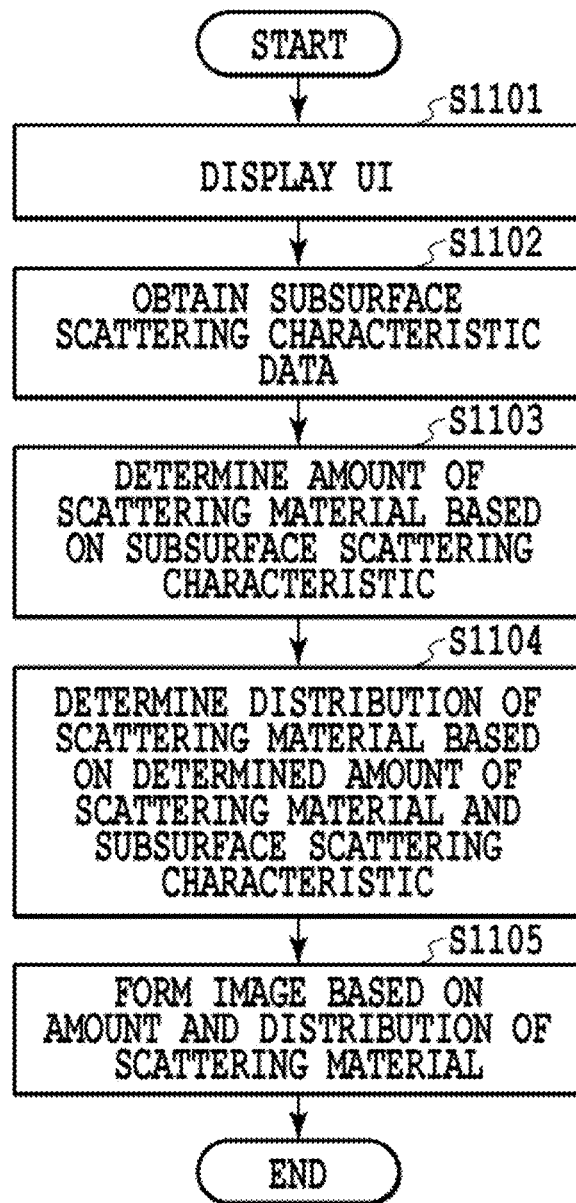 START
S1101
DISPLAY UI
S1102
OBTAIN SUBSURFACE
SCATTERING CHARACTERISTIC
DATA
S1103
DETERMINE AMOUNT OF
SCATTERING MATERIAL BASED
ON SUBSURFACE SCATTERING
CHARACTERISTIC
S1104
DETERMINE DISTRIBUTION OF
SCATTERING MATERIAL BASED
ON DETERMINED AMOUNT OF
SCATTERING MATERIAL AND
SUBSURFACE SCATTERING
CHARACTERISTIC
S1105
FORM IMAGE BASED ON
AMOUNT AND DISTRIBUTION OF
SCATTERING MATERIAL
END